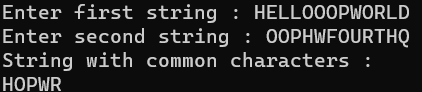 Enter first string : HELLOOOPWORLD
Enter second string : OOPHWFOURTHQ
String with common characters :
HOPWR